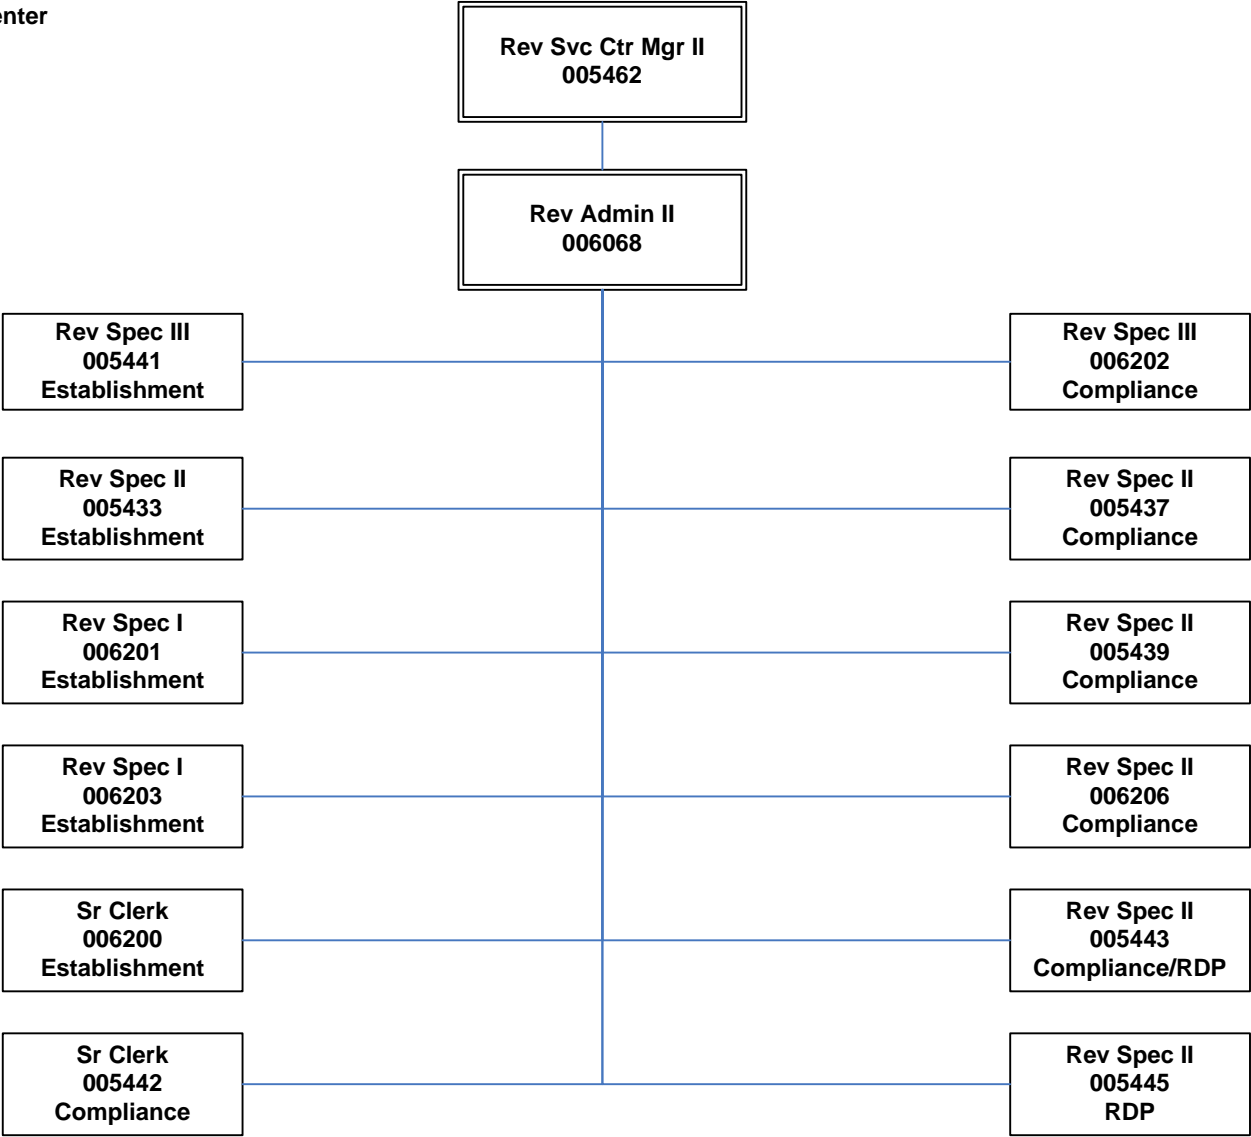 Rev Svc Ctr Mgr II
005462
Rev Admin II
006068
Rev Spec III
005441
Establishment
Rev Spec III
006202
Compliance
Rev Spec II
005433
Establishment
Rev Spec II
005437
Compliance
Rev Spec I
006201
Establishment
Rev Spec II
005439
Compliance
Rev Spec I
006203
Establishment
Rev Spec II
006206
Compliance
Sr Clerk
006200
Establishment
Rev Spec II
005443
Compliance/RDP
Sr Clerk
005442
Compliance
Rev Spec II
005445
RDP